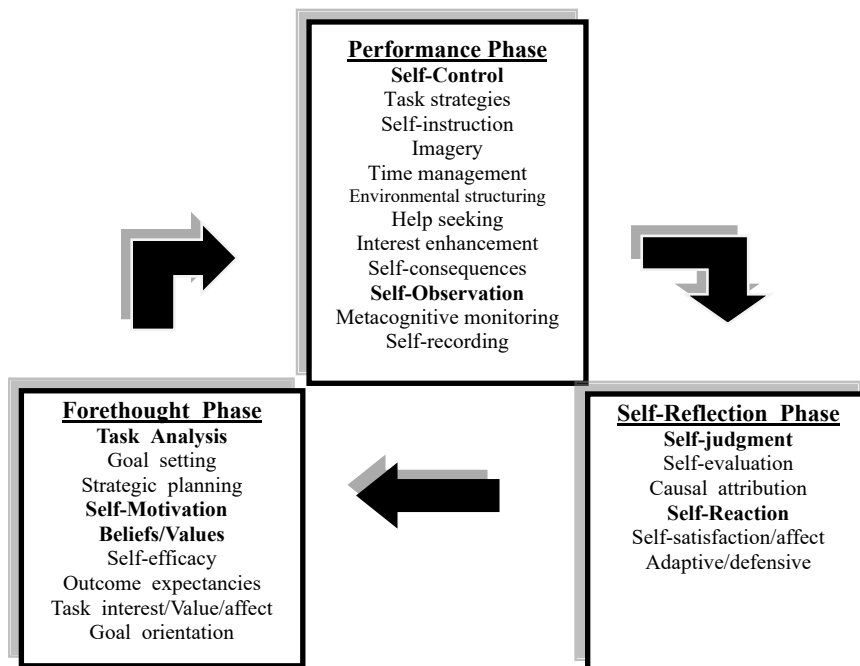 Performance Phase
Self-Control
Task strategies
Self-instruction
Imagery
Time management
Environmental structuring
Help seeking
Interest enhancement
Self-consequences
Self-Observation
Metacognitive monitoring
Self-recording
Forethought Phase
Task Analysis
Goal setting
Strategic planning
Self-Motivation
Beliefs/Values
Self-efficacy
Outcome expectancies
Task interest/Value/affect
Goal orientation
Self-Reflection Phase
Self-judgment
Self-evaluation
Causal attribution
Self-Reaction
Self-satisfaction/affect
Adaptive/defensive